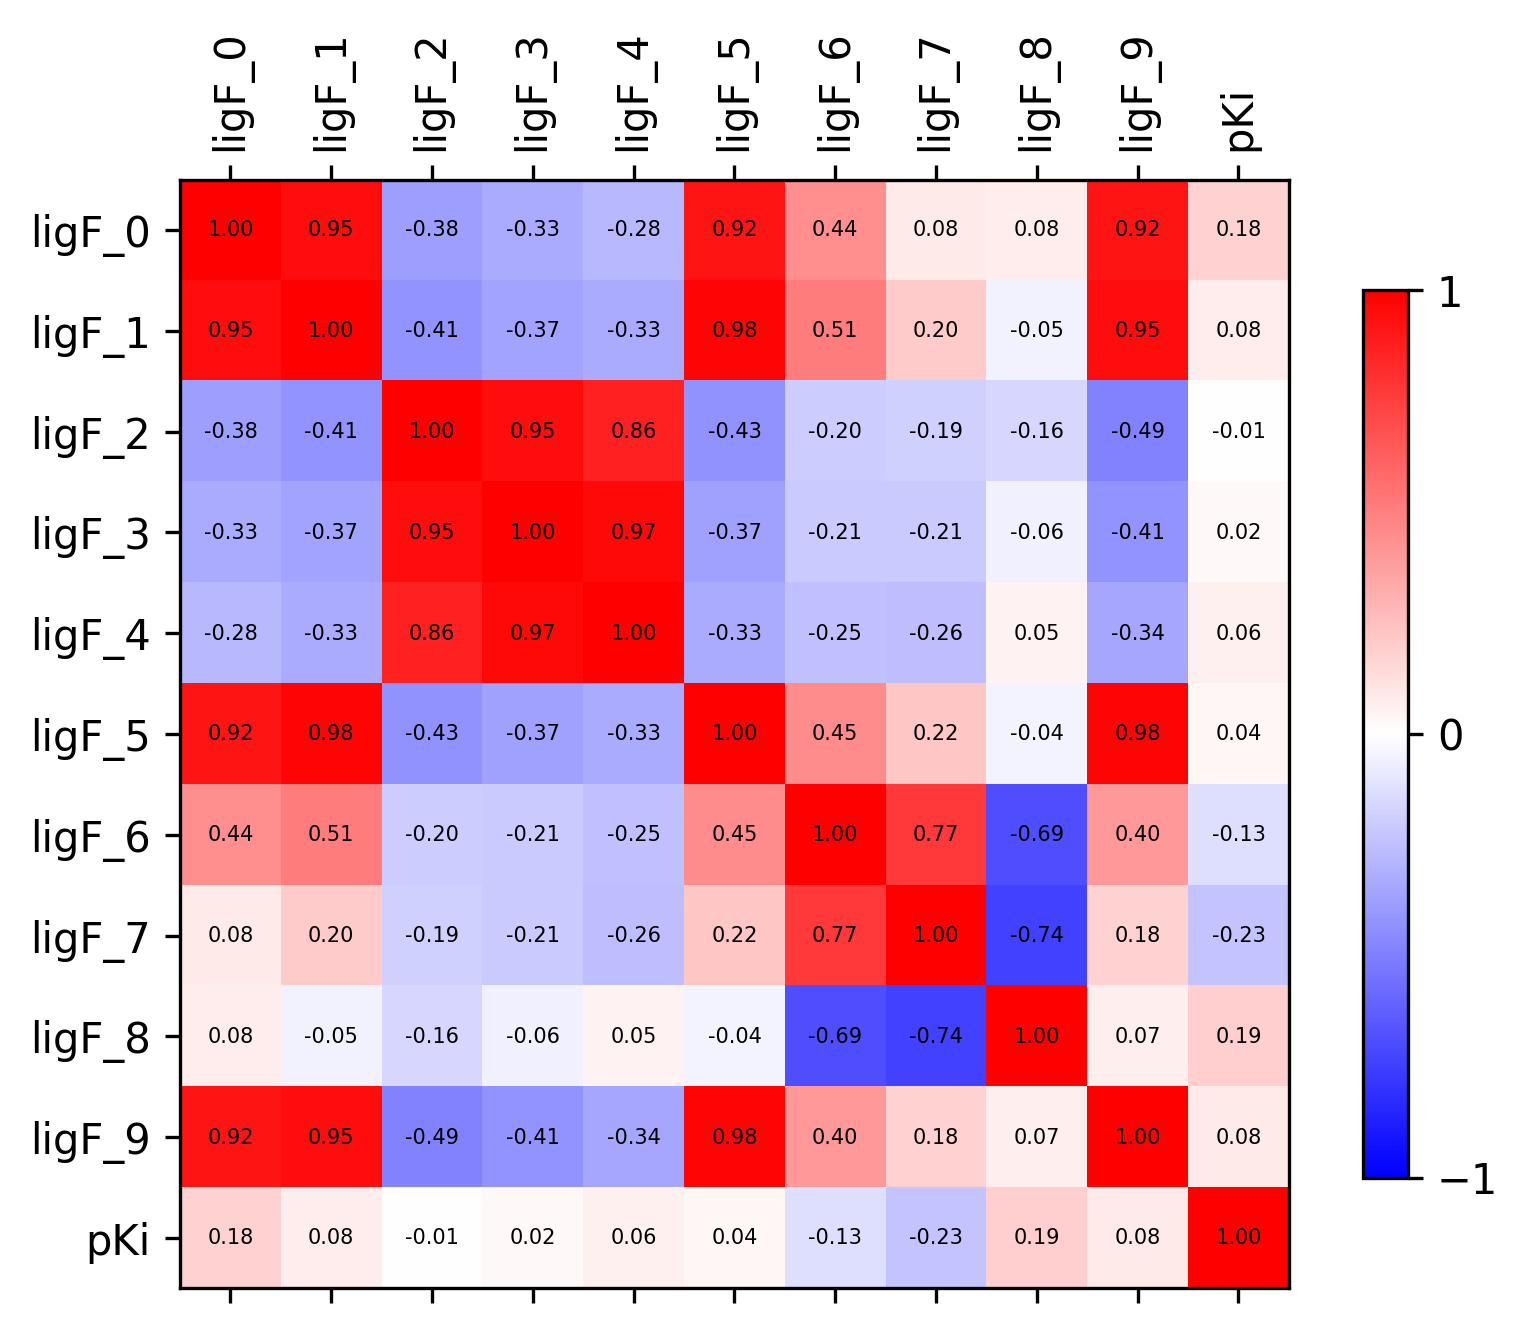 ligF_0 ligF_1 ligF_2 ligF_3 ligF_4 ligF_5 ligF_6 ligF_7 ligF_8 ligF_9 pKi
ligF_0 1.00 0.95 -0.38 -0.33 -0.28 0.92 0.44 0.08 0.08 0.92 0.18
ligF_1 0.95 1.00 -0.41 -0.37 -0.33 0.98 0.51 0.20 -0.05 0.95 0.08
ligF_2 -0.38 -0.41 1.00 0.95 0.86 -0.43 -0.20 -0.19 -0.16 -0.49 -0.01
ligF_3 -0.33 -0.37 0.95 1.00 0.97 -0.37 -0.21 -0.21 -0.06 -0.41 0.02
ligF_4 -0.28 -0.33 0.86 0.97 1.00 -0.33 -0.25 -0.26 0.05 -0.34 0.06
ligF_5 0.92 0.98 -0.43 -0.37 -0.33 1.00 0.45 0.22 -0.04 0.98 0.04
ligF_6 0.44 0.51 -0.20 -0.21 -0.25 0.45 1.00 0.77 -0.69 0.40 -0.13
ligF_7 0.08 0.20 -0.19 -0.21 -0.26 0.22 0.77 1.00 -0.74 0.18 -0.23
ligF_8 0.08 -0.05 -0.16 -0.06 0.05 -0.04 -0.69 -0.74 1.00 0.07 0.19
ligF_9 0.92 0.95 -0.49 -0.41 -0.34 0.98 0.40 0.18 0.07 1.00 0.08
pKi 0.18 0.08 -0.01 0.02 0.06 0.04 -0.13 -0.23 0.19 0.08 1.00
1
0
−1